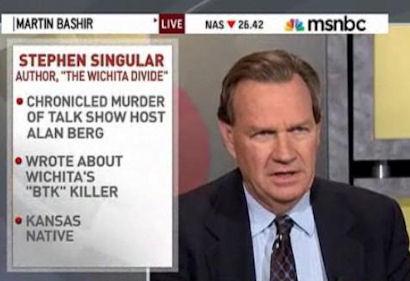 MARTIN BASHIR
LIVE
NAS ▼ 26.42
msnbc
STEPHEN SINGULAR
AUTHOR, "THE WICHITA DIVIDE"
• CHRONICLED MURDER
OF TALK SHOW HOST
ALAN BERG
• WROTE ABOUT
WICHITA'S
"BTK" KILLER
• KANSAS
NATIVE